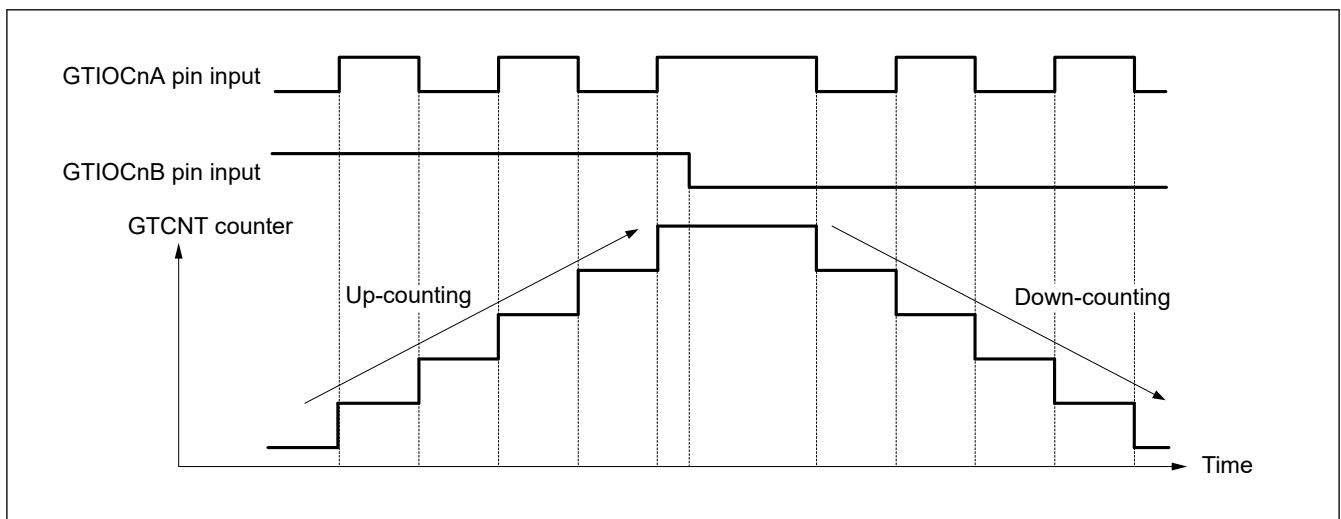 GTIOCnA pin input
GTIOCnB pin input
GTCNT counter
Up-counting
Down-counting
Time